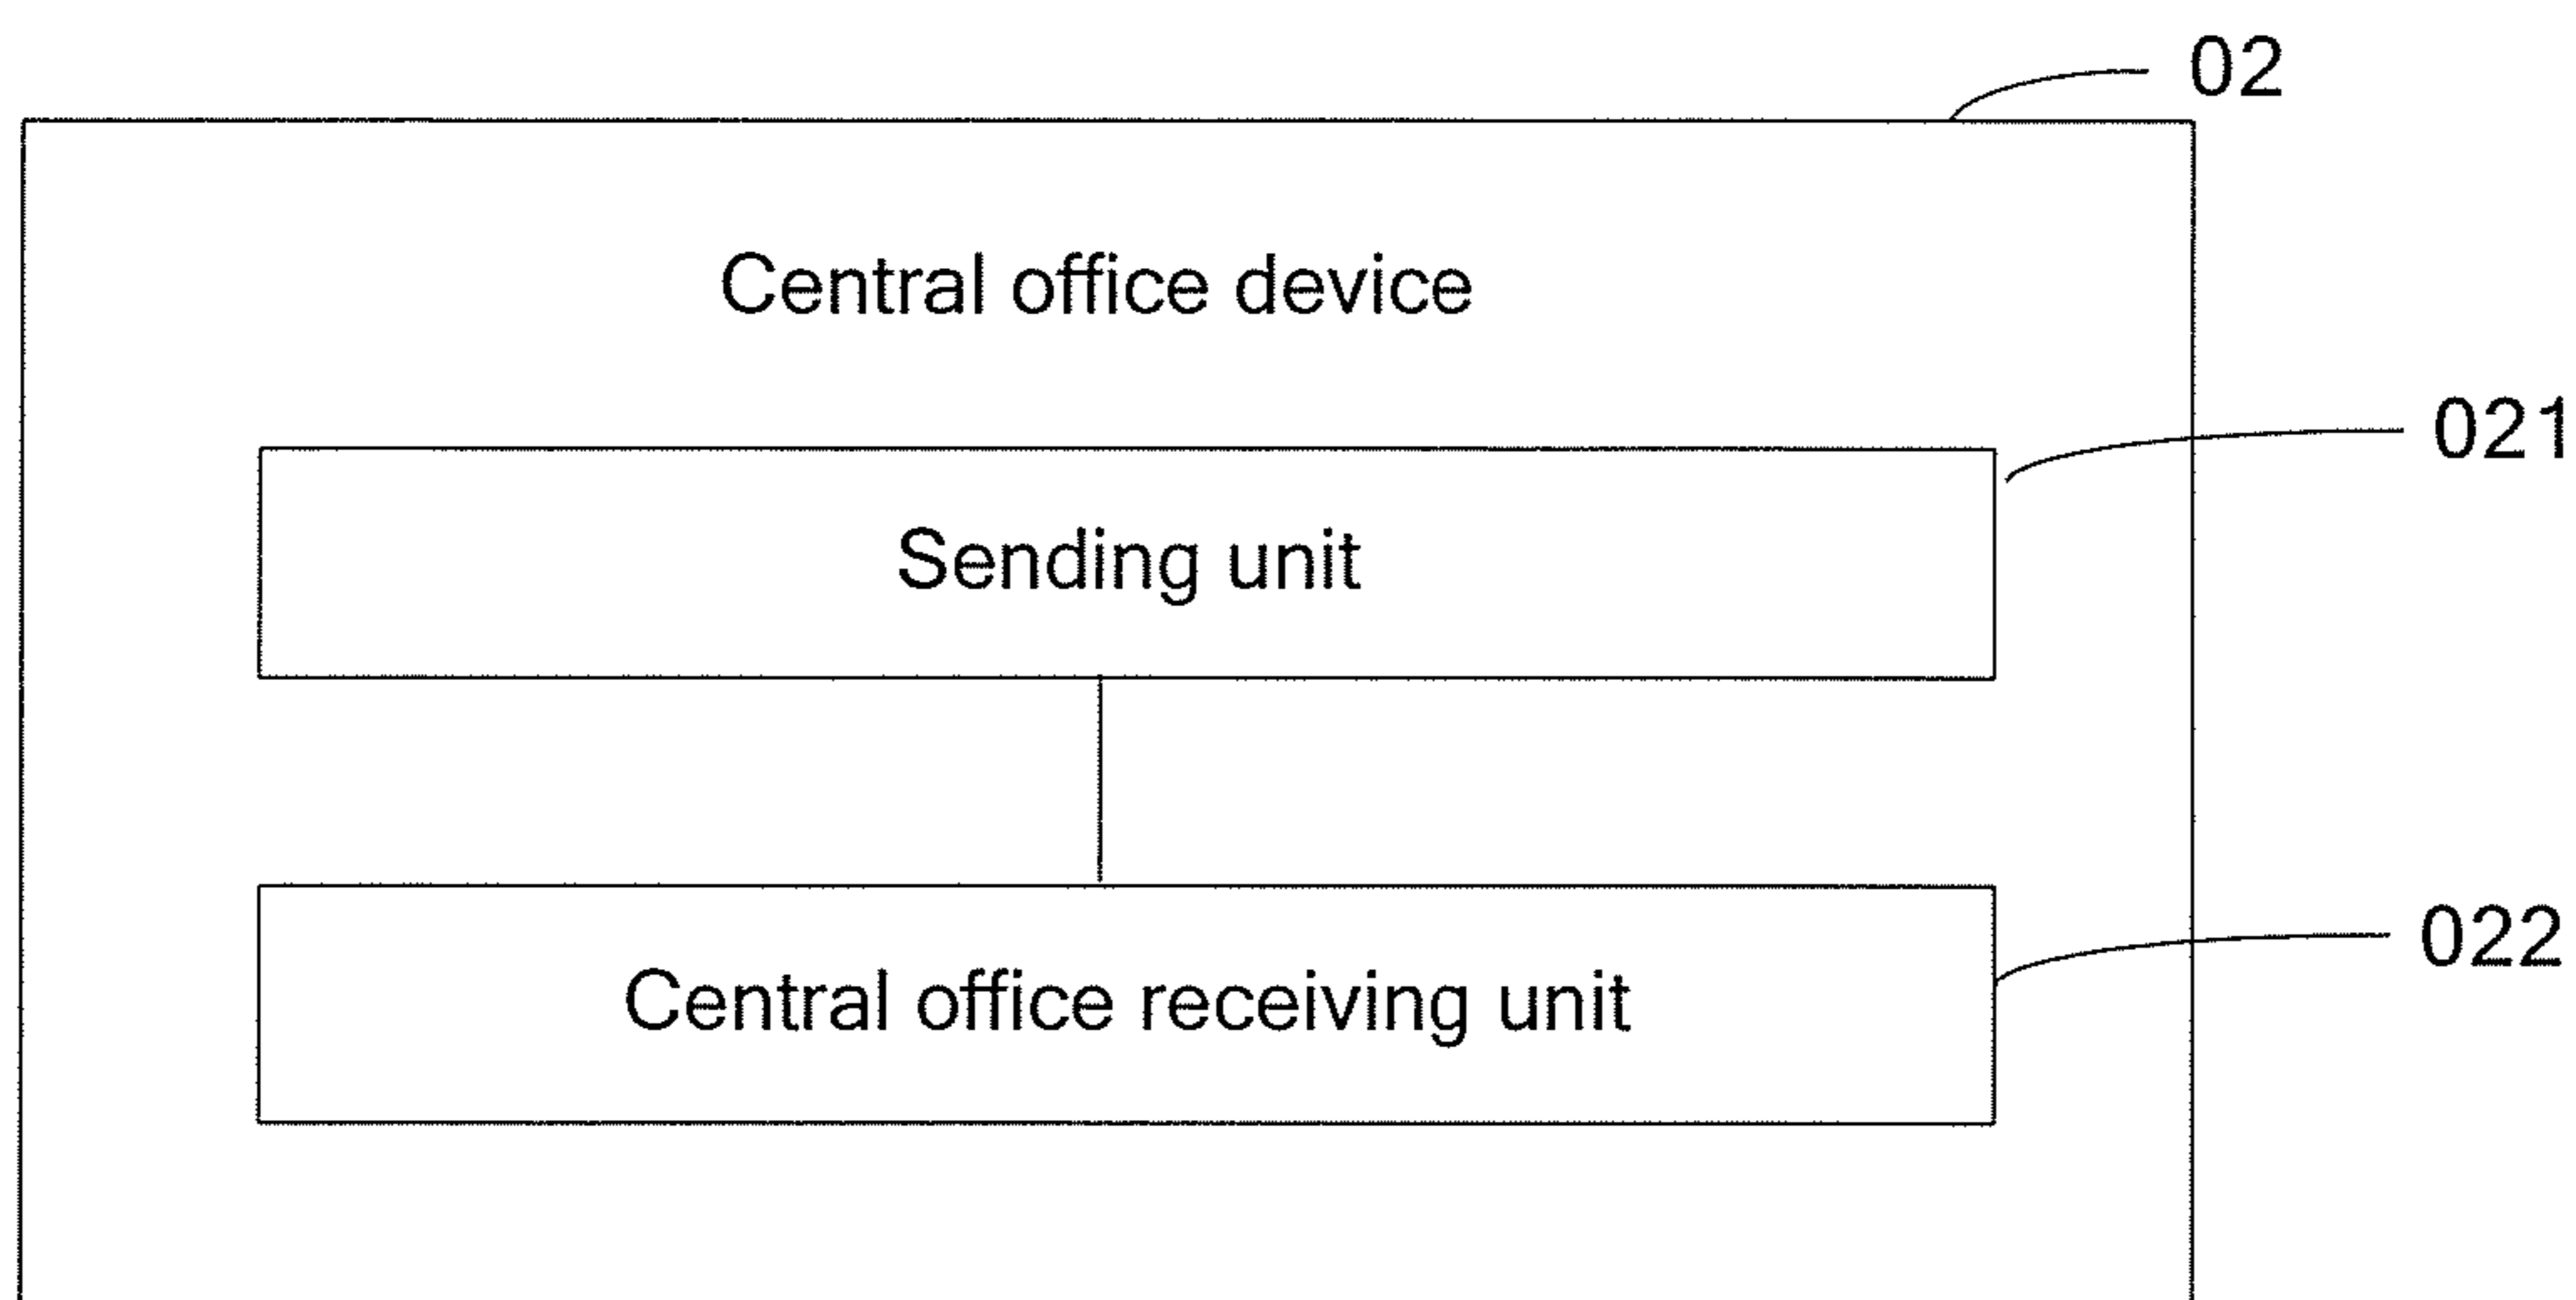 02
Central office device
021
Sending unit
022
Central office receiving unit